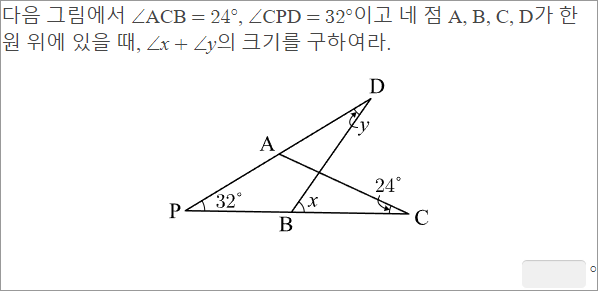 다음 그림에서 ∠ACB = 24°, ∠CPD = 32°이고 네 점 A, B, C, D가 한
원 위에 있을 때, ∠x + ∠y의 크기를 구하여라.
D
y
A
24°
32°
x
P
B
C
°